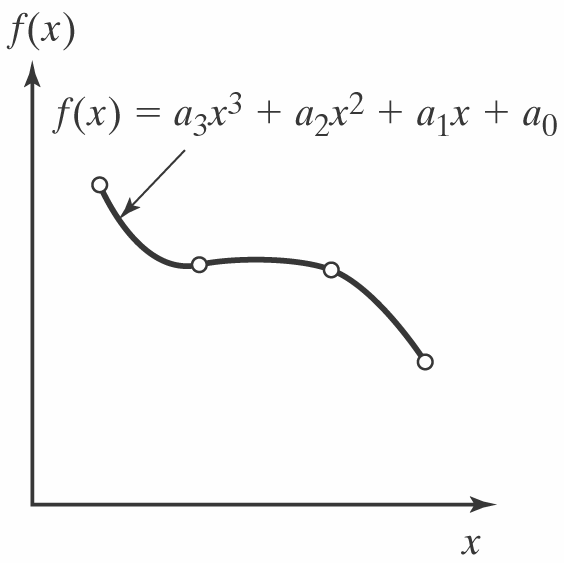 f(x)
f(x) = a₃x³ + a₂x² + a₁x + a₀
x